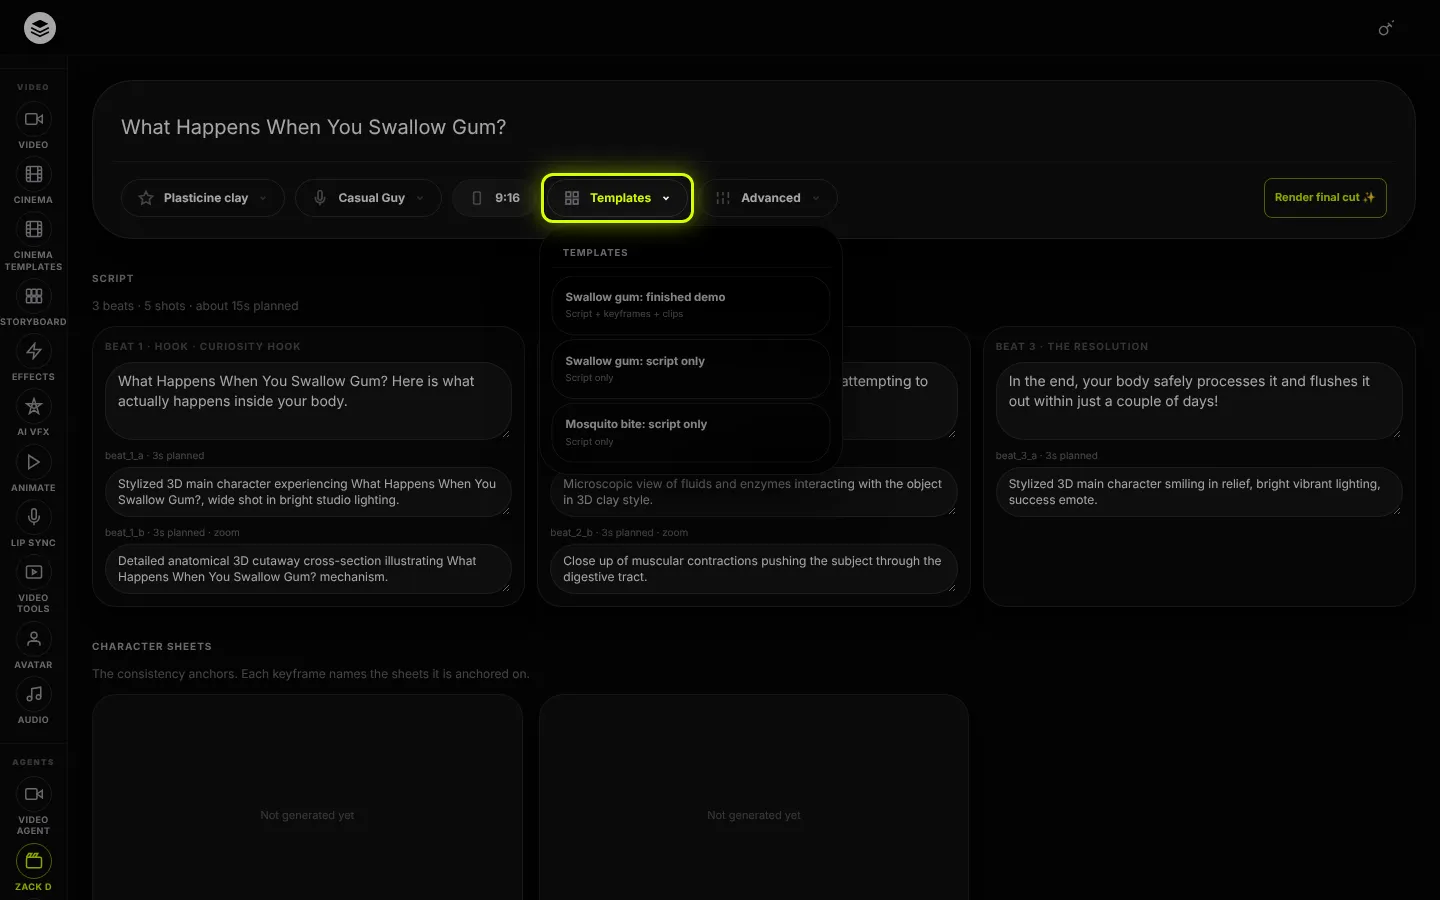 VIDEO
VIDEO
CINEMA
CINEMA
TEMPLATES
STORYBOARD
EFFECTS
AI VFX
ANIMATE
LIP SYNC
VIDEO
TOOLS
AVATAR
AUDIO
AGENTS
VIDEO
AGENT
ZACK D
What Happens When You Swallow Gum?
Plasticine clay
Casual Guy
9:16
Templates
Advanced
Render final cut ✨
TEMPLATES
Swallow gum: finished demo
Script + keyframes + clips
Swallow gum: script only
Script only
Mosquito bite: script only
Script only
SCRIPT
3 beats · 5 shots · about 15s planned
BEAT 1 · HOOK · CURIOSITY HOOK
What Happens When You Swallow Gum? Here is what
actually happens inside your body.
beat_1_a · 3s planned
Stylized 3D main character experiencing What Happens When You
Swallow Gum?, wide shot in bright studio lighting.
beat_1_b · 3s planned · zoom
Detailed anatomical 3D cutaway cross-section illustrating What
Happens When You Swallow Gum? mechanism.
attempting to
Microscopic view of fluids and enzymes interacting with the object
in 3D clay style.
beat_2_b · 3s planned · zoom
Close up of muscular contractions pushing the subject through the
digestive tract.
BEAT 3 · THE RESOLUTION
In the end, your body safely processes it and flushes it
out within just a couple of days!
beat_3_a · 3s planned
Stylized 3D main character smiling in relief, bright vibrant lighting,
success emote.
CHARACTER SHEETS
The consistency anchors. Each keyframe names the sheets it is anchored on.
Not generated yet
Not generated yet